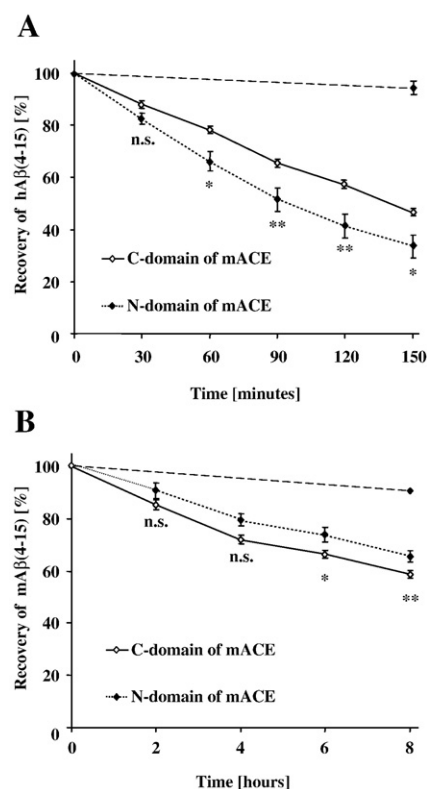 A
Recovery of hAβ(4-15) [%]
100
80
60
40
20
0
n.s.
*
**
**
*
C-domain of mACE
N-domain of mACE
0 30 60 90 120 150
Time [minutes]
B
Recovery of mAβ(4-15) [%]
100
80
60
40
20
0
n.s.
n.s.
*
**
C-domain of mACE
N-domain of mACE
0 2 4 6 8
Time [hours]